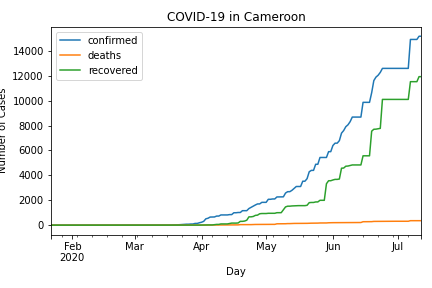 COVID-19 in Cameroon
confirmed
deaths
recovered
Number of Cases
14000
12000
10000
8000
6000
4000
2000
0
Feb
2020
Mar
Apr
May
Jun
Jul
Day